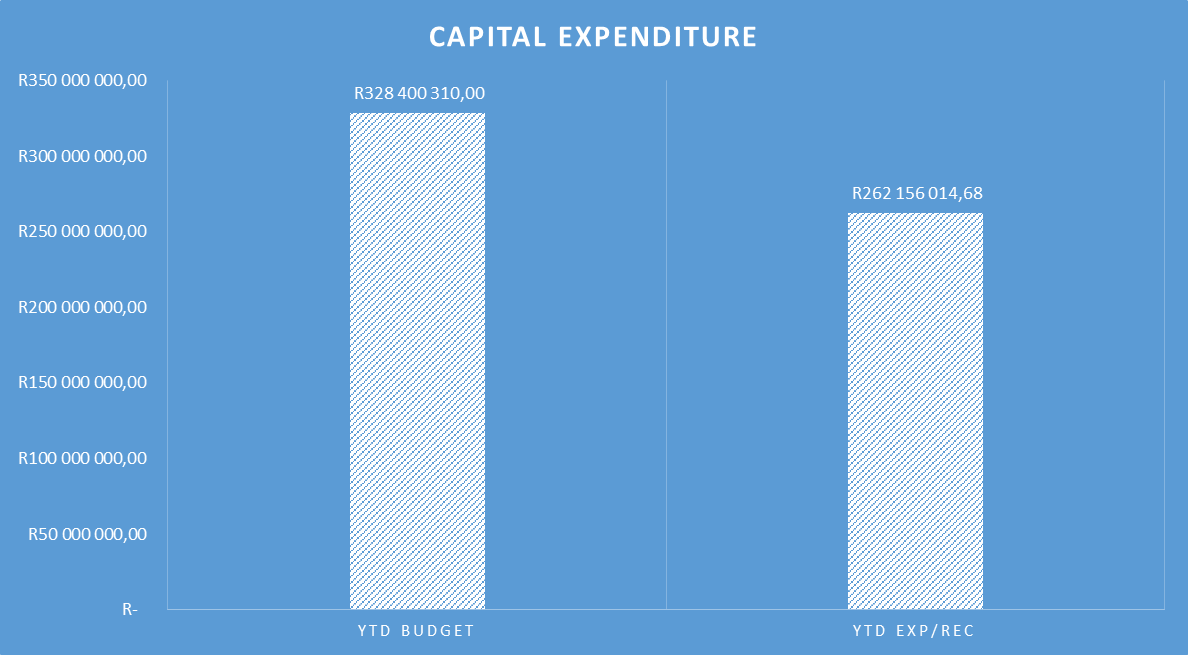 CAPITAL EXPENDITURE
R350 000 000,00
R328 400 310,00
R300 000 000,00
R262 156 014,68
R250 000 000,00
R200 000 000,00
R150 000 000,00
R100 000 000,00
R50 000 000,00
R-
YTD BUDGET
YTD EXP/REC